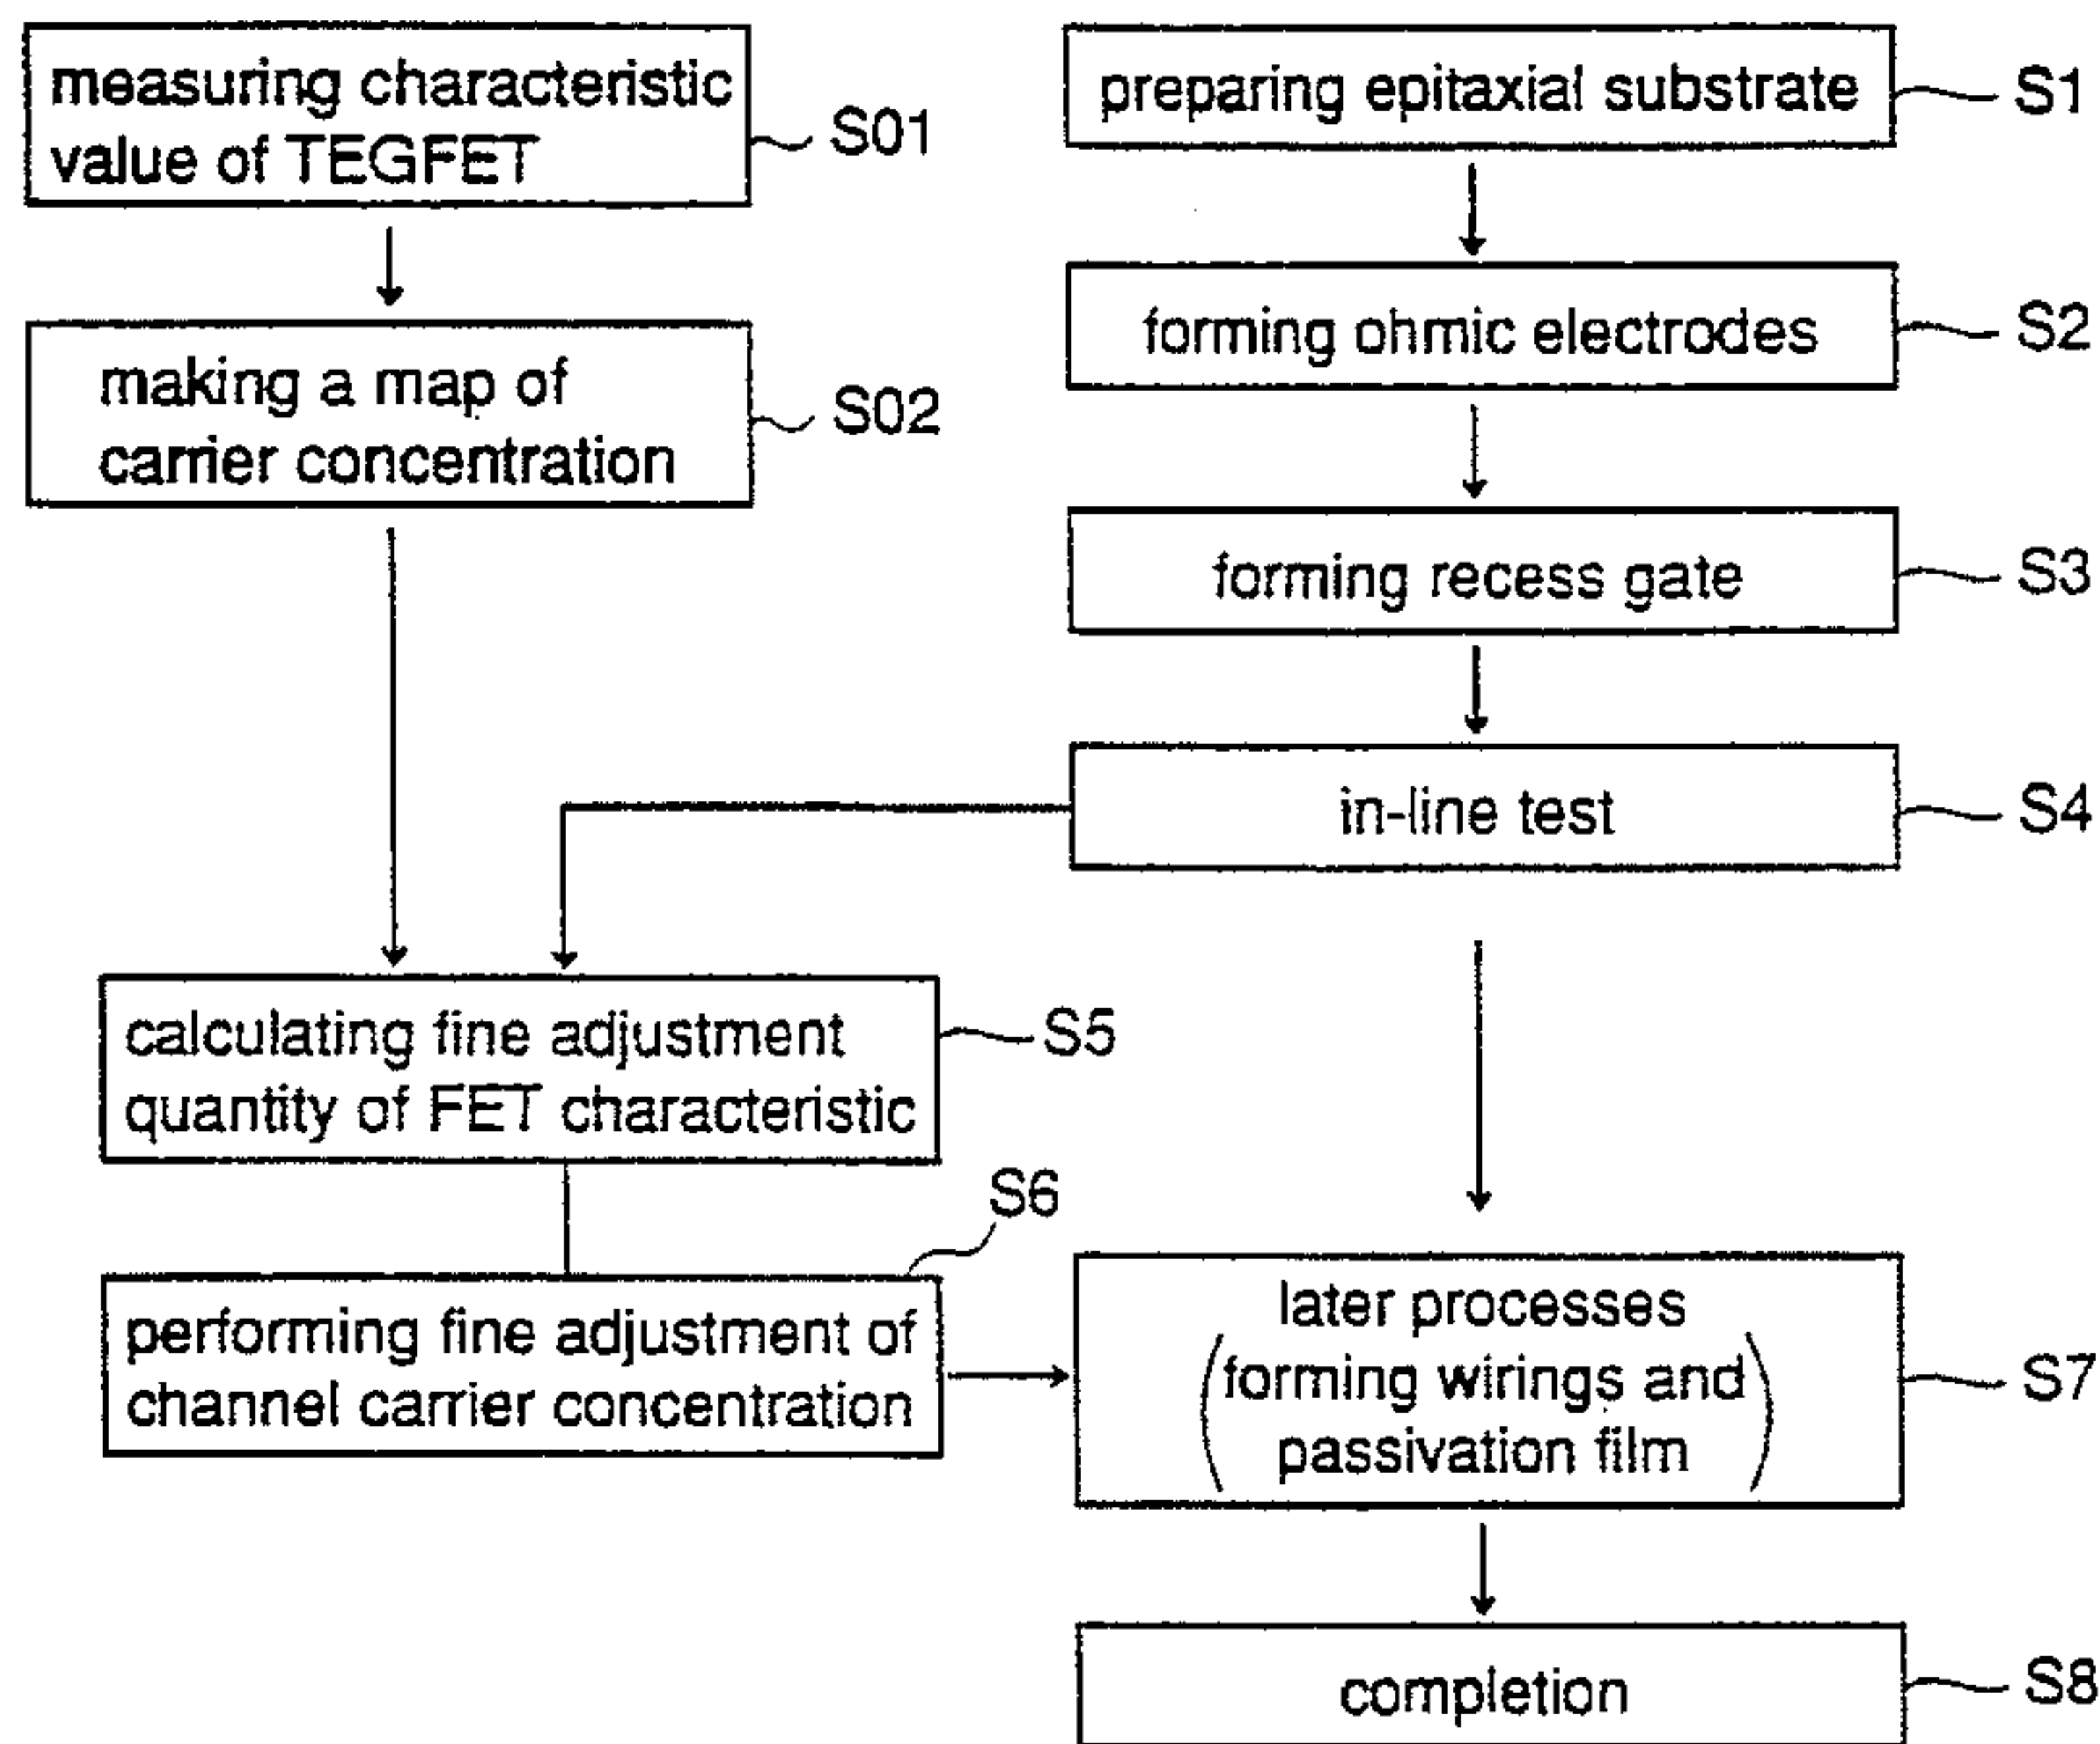 measuring characteristic
value of TEGFET
S01
making a map of
carrier concentration
S02
preparing epitaxial substrate
S1
forming ohmic electrodes
S2
forming recess gate
S3
in-line test
S4
calculating fine adjustment
quantity of FET characteristic
S5
S6
performing fine adjustment of
channel carrier concentration
later processes
(forming wirings and
passivation film)
S7
completion
S8